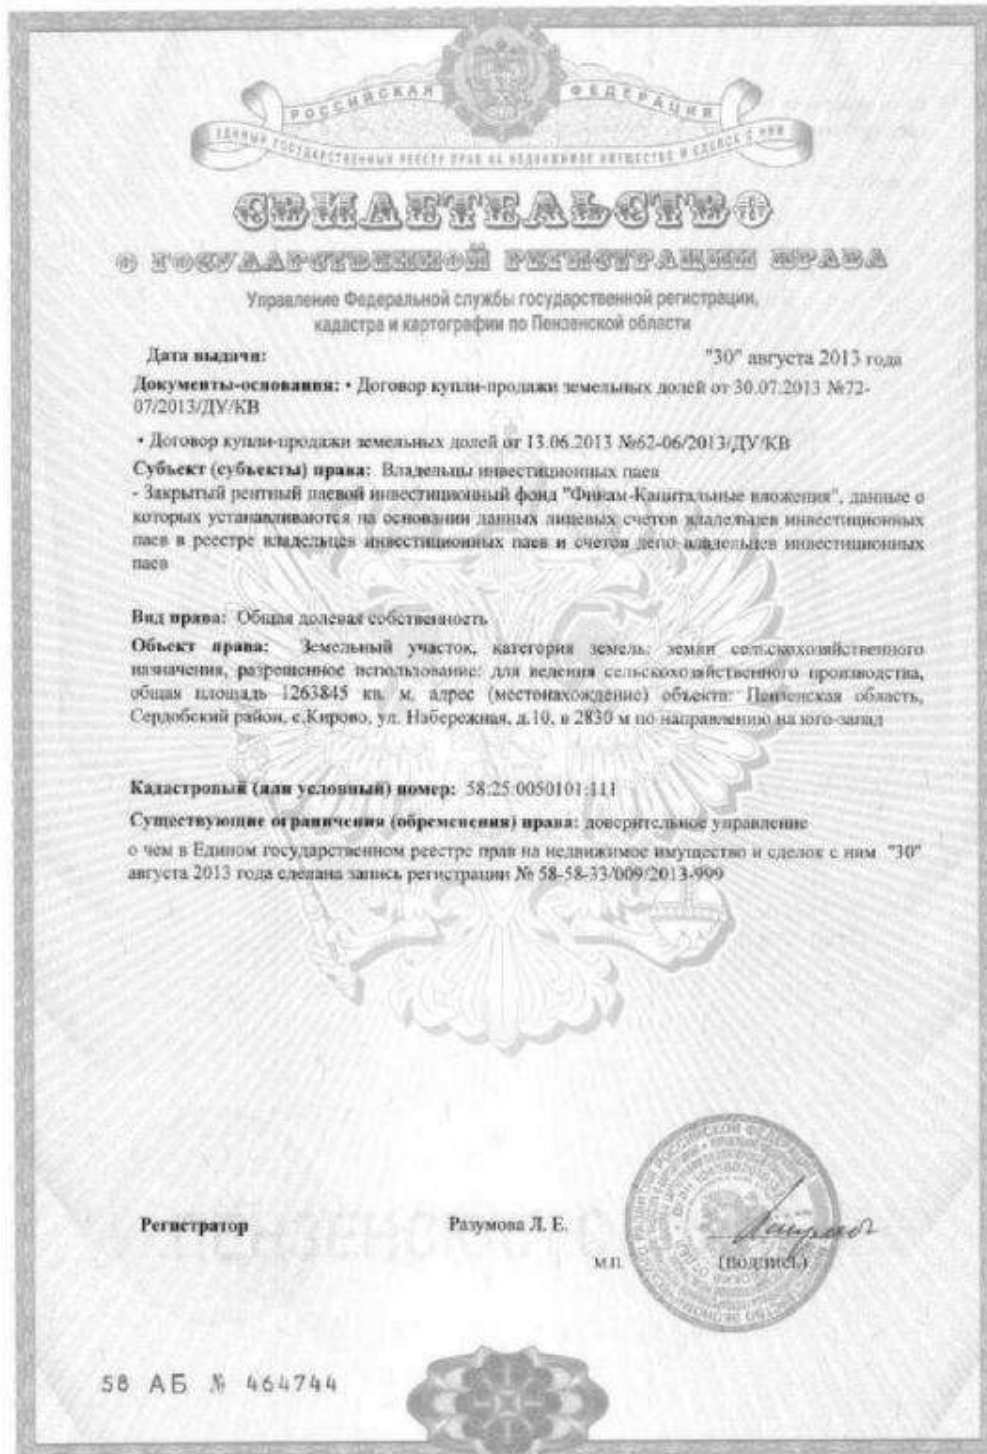 РОССИЙСКАЯ ФЕДЕРАЦИЯ
ЕДИНЫЙ ГОСУДАРСТВЕННЫЙ РЕЕСТР ПРАВ НА НЕДВИЖИМОЕ ИМУЩЕСТВО И СДЕЛОК С НИМ
СВИДЕТЕЛЬСТВО
О ГОСУДАРСТВЕННОЙ РЕГИСТРАЦИИ ПРАВА
Управление Федеральной службы государственной регистрации,
кадастра и картографии по Пензенской области
Дата выдачи: "30" августа 2013 года
Документы-основания: • Договор купли-продажи земельных долей от 30.07.2013 №72-
07/2013/ДУ/КВ
• Договор купли-продажи земельных долей от 13.06.2013 №62-06/2013/ДУ/КВ
Субъект (субъекты) права: Владельцы инвестиционных паев
- Закрытый рентный паевой инвестиционный фонд "Финам-Капитальные вложения", данные о
которых устанавливаются на основании данных лицевых счетов владельцев инвестиционных
паев в реестре владельцев инвестиционных паев и счетов депо владельцев инвестиционных
паев
Вид права: Общая долевая собственность
Объект права: Земельный участок, категория земель: земли сельскохозяйственного
назначения, разрешенное использование: для ведения сельскохозяйственного производства,
общая площадь 1263845 кв. м, адрес (местонахождение) объекта: Пензенская область,
Сердобский район, с.Кирово, ул. Набережная, д.10, в 2830 м по направлению на юго-запад
Кадастровый (или условный) номер: 58:25:0050101:111
Существующие ограничения (обременения) права: доверительное управление
о чем в Едином государственном реестре прав на недвижимое имущество и сделок с ним "30"
августа 2013 года сделана запись регистрации № 58-58-33/009/2013-999
Регистратор Разумова Л. Е.
м.п. (подпись)
58 АБ № 464744